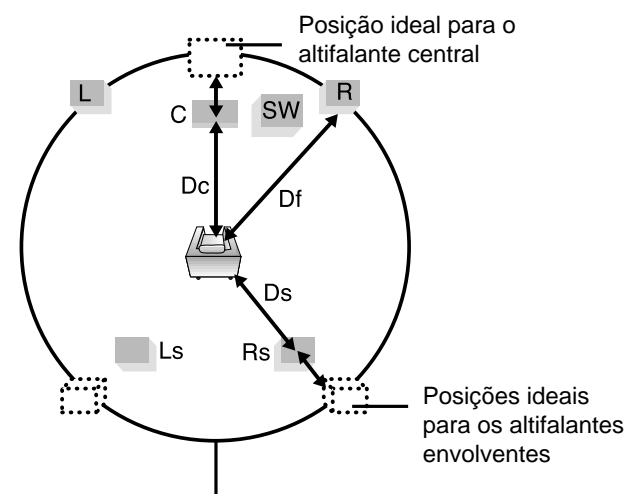 Posição ideal para o
altifalante central
L
R
C
SW
Dc
Df
Ds
Ls
Rs
Posições ideais
para os altifalantes
envolventes